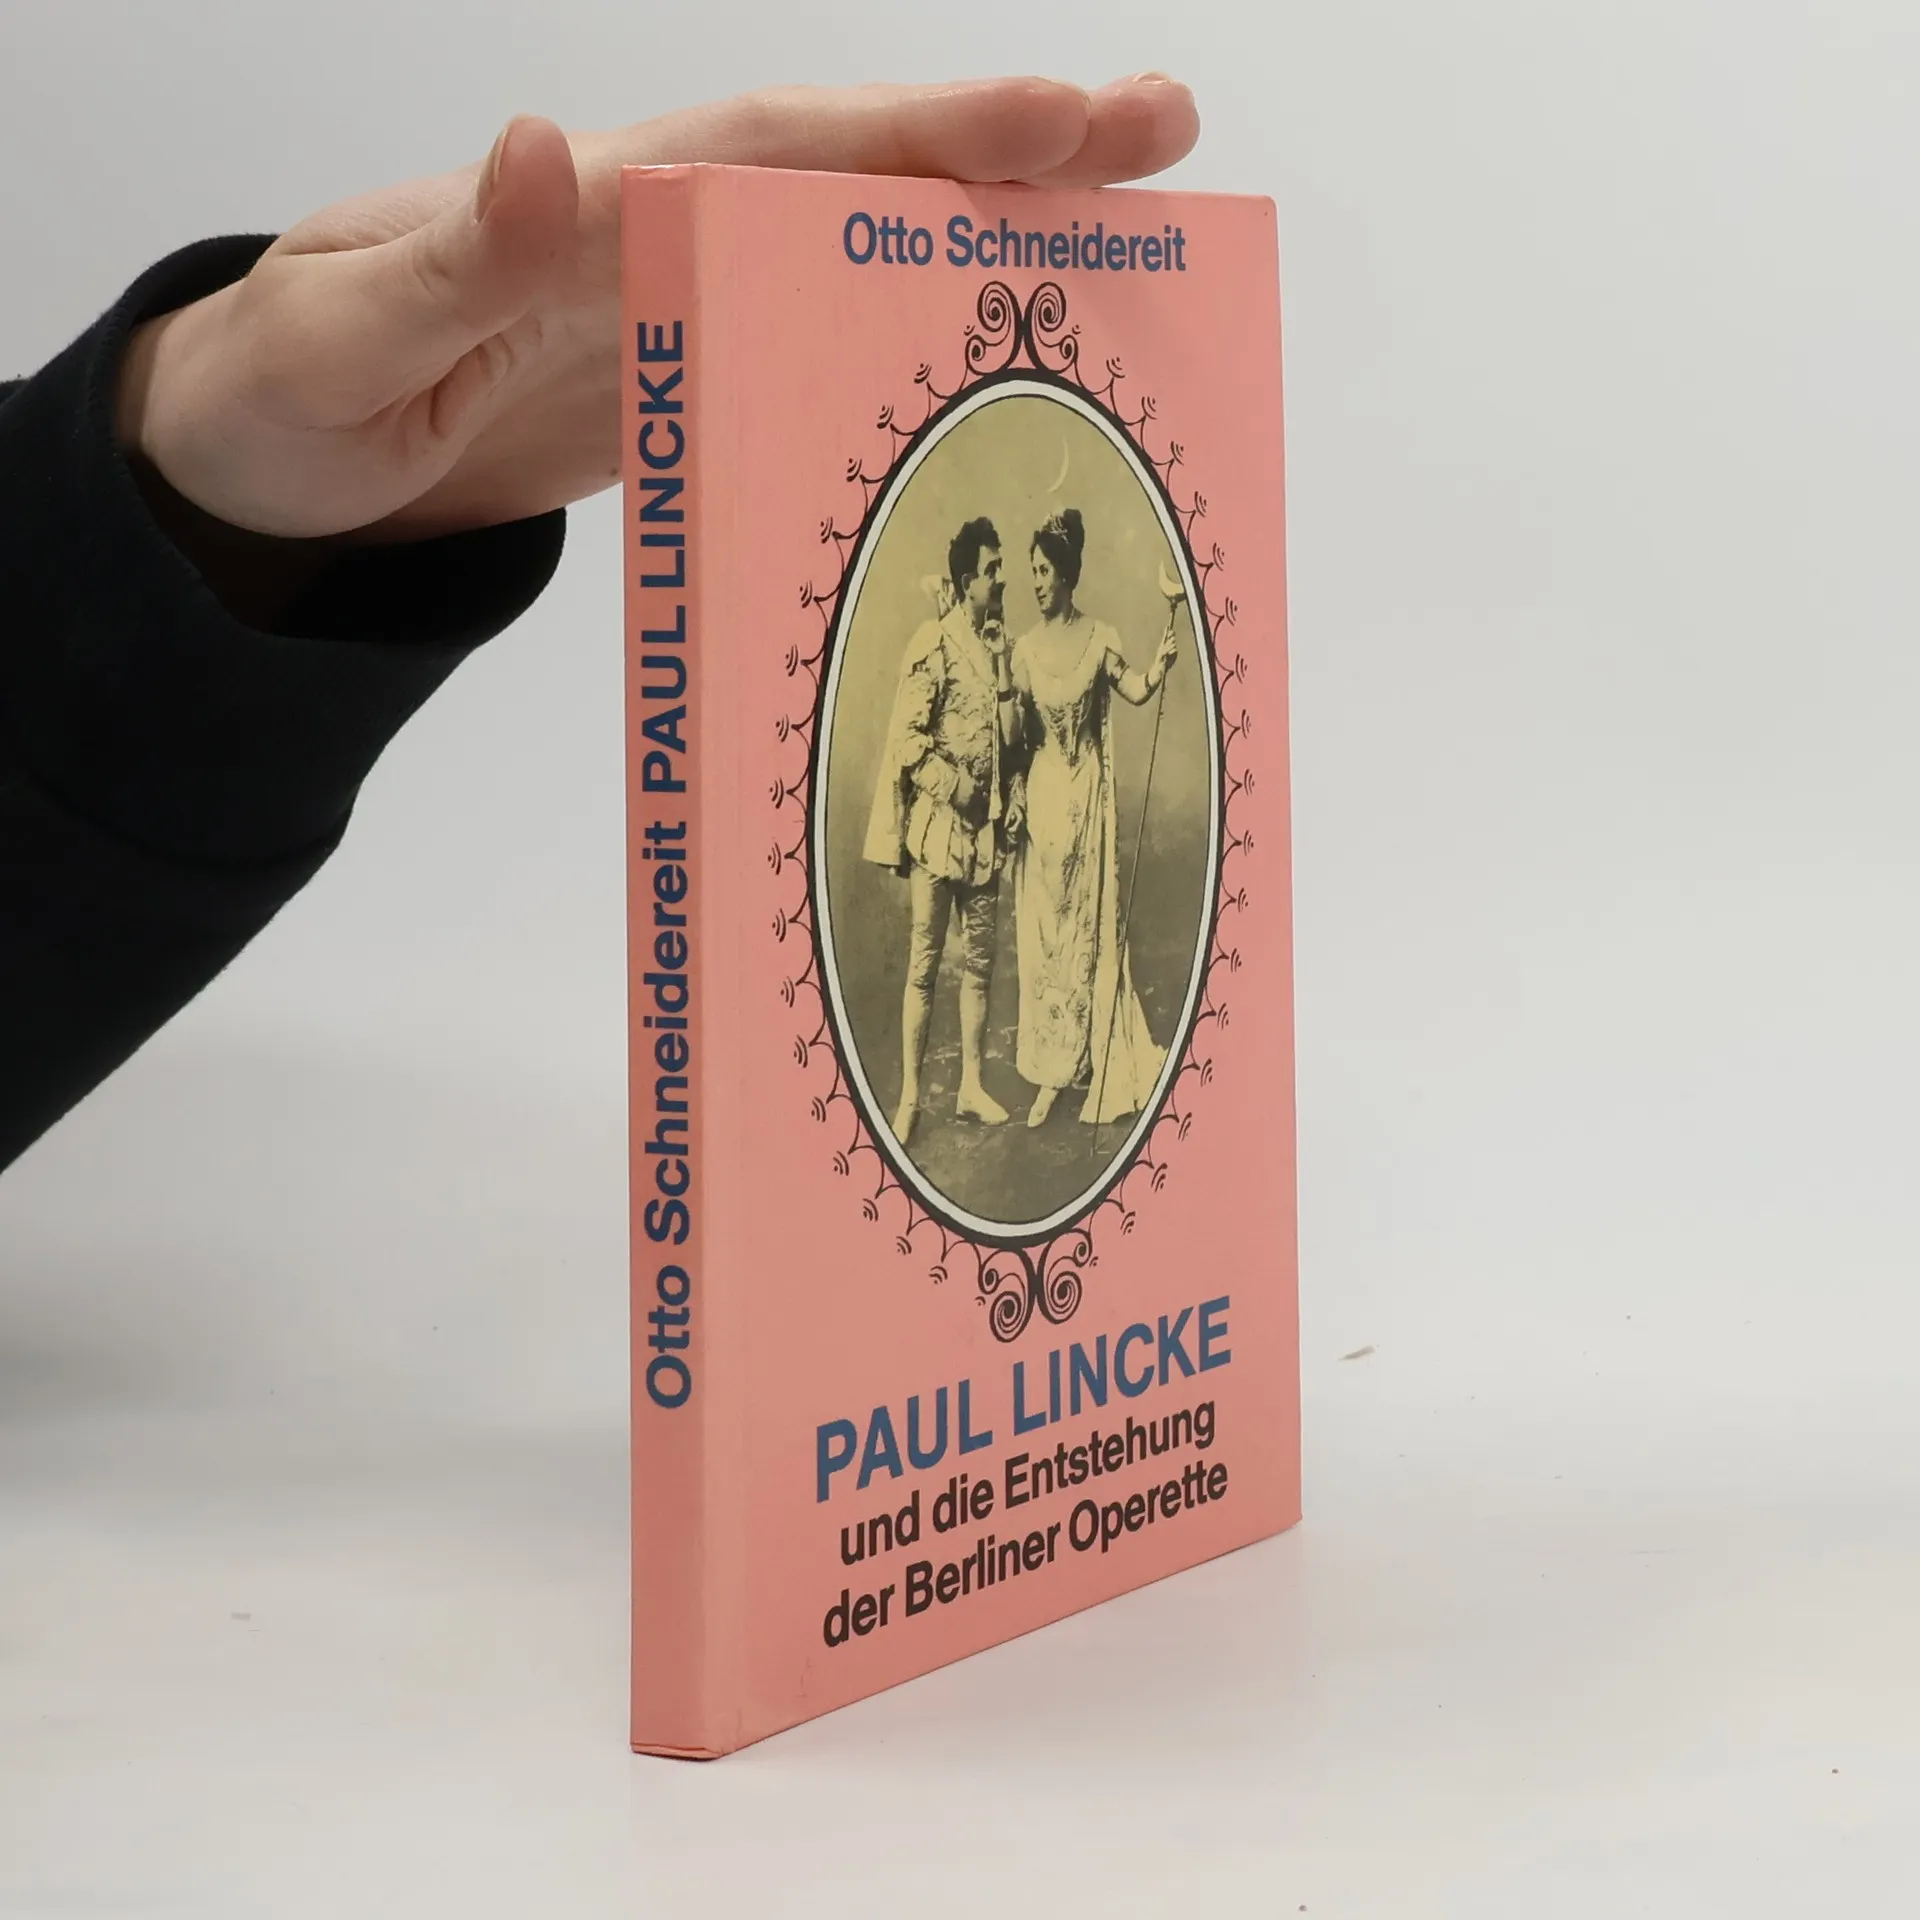 Otto Schneidereit PAUL LINCKE
Otto Schneidereit
PAUL LINCKE
und die Entstehung
der Berliner Operette